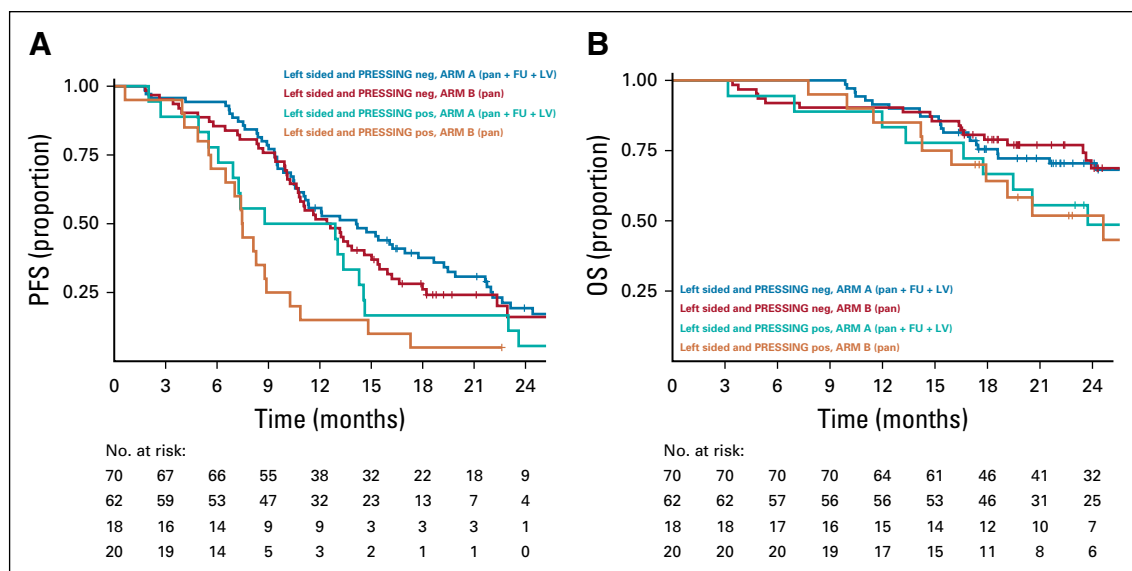 A
Left sided and PRESSING neg, ARM A (pan + FU + LV)
Left sided and PRESSING neg, ARM B (pan)
Left sided and PRESSING pos, ARM A (pan + FU + LV)
Left sided and PRESSING pos, ARM B (pan)
PFS (proportion)
1.00
0.75
0.50
0.25
0 3 6 9 12 15 18 21 24
Time (months)
No. at risk:
70 67 66 55 38 32 22 18 9
62 59 53 47 32 23 13 7 4
18 16 14 9 9 3 3 3 1
20 19 14 5 3 2 1 1 0
B
OS (proportion)
1.00
0.75
0.50
0.25
Left sided and PRESSING neg, ARM A (pan + FU + LV)
Left sided and PRESSING neg, ARM B (pan)
Left sided and PRESSING pos, ARM A (pan + FU + LV)
Left sided and PRESSING pos, ARM B (pan)
0 3 6 9 12 15 18 21 24
Time (months)
No. at risk:
70 70 70 70 64 61 46 41 32
62 62 57 56 56 53 46 31 25
18 18 17 16 15 14 12 10 7
20 20 20 19 17 15 11 8 6